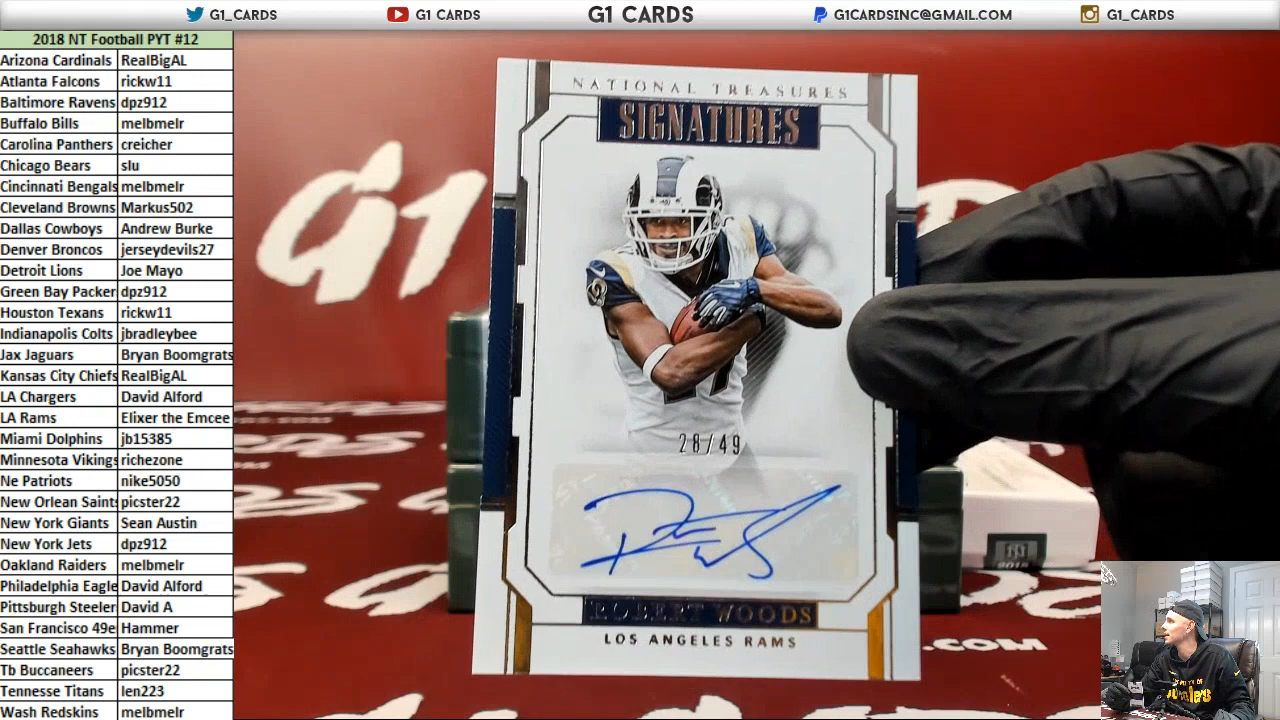 G1_CARDS
G1 CARDS
G1 CARDS
G1CARDSINC@GMAIL.COM
G1_CARDS
2018 NT Football PYT #12
Arizona Cardinals RealBigAL
Atlanta Falcons rickw11
Baltimore Ravens dpz912
Buffalo Bills melbmelr
Carolina Panthers creicher
Chicago Bears slu
Cincinnati Bengals melbmelr
Cleveland Browns Markus502
Dallas Cowboys Andrew Burke
Denver Broncos jerseydevils27
Detroit Lions Joe Mayo
Green Bay Packer dpz912
Houston Texans rickw11
Indianapolis Colts jbradleybee
Jax Jaguars Bryan Boomgrats
Kansas City Chiefs RealBigAL
LA Chargers David Alford
LA Rams Elixer the Emcee
Miami Dolphins jb15385
Minnesota Vikings richezone
Ne Patriots nike5050
New Orlean Saints picster22
New York Giants Sean Austin
New York Jets dpz912
Oakland Raiders melbmelr
Philadelphia Eagle David Alford
Pittsburgh Steeler David A
San Francisco 49e Hammer
Seattle Seahawks Bryan Boomgrats
Tb Buccaneers picster22
Tennesse Titans len223
Wash Redskins melbmelr
NATIONAL TREASURES
SIGNATURES
28/49
ROBERT WOODS
LOS ANGELES RAMS
G1
.COM
2018